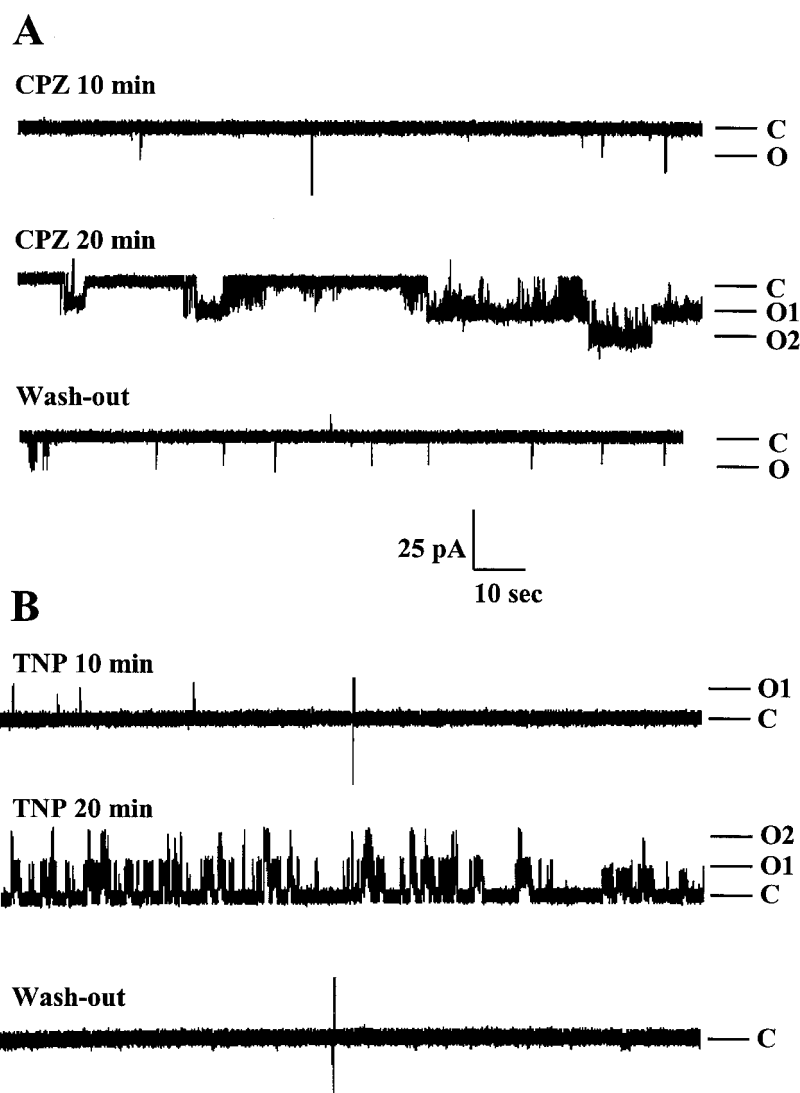 A
CPZ 10 min
C
O
CPZ 20 min
C
O1
O2
Wash-out
C
O
25 pA
10 sec
B
TNP 10 min
O1
C
TNP 20 min
O2
O1
C
Wash-out
C